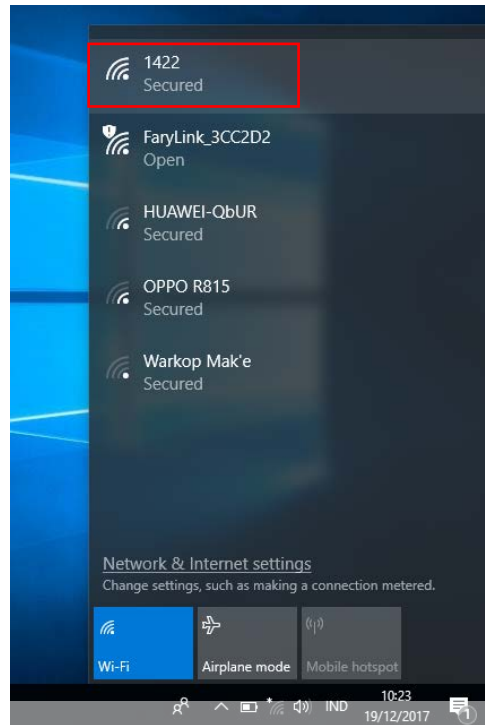 1422
Secured
FaryLink_3CC2D2
Open
HUAWEI-QbUR
Secured
OPPO R815
Secured
Warkop Mak'e
Secured
Network & Internet settings
Change settings, such as making a connection metered.
Wi-Fi
Airplane mode
Mobile hotspot
IND
10:23
19/12/2017
1